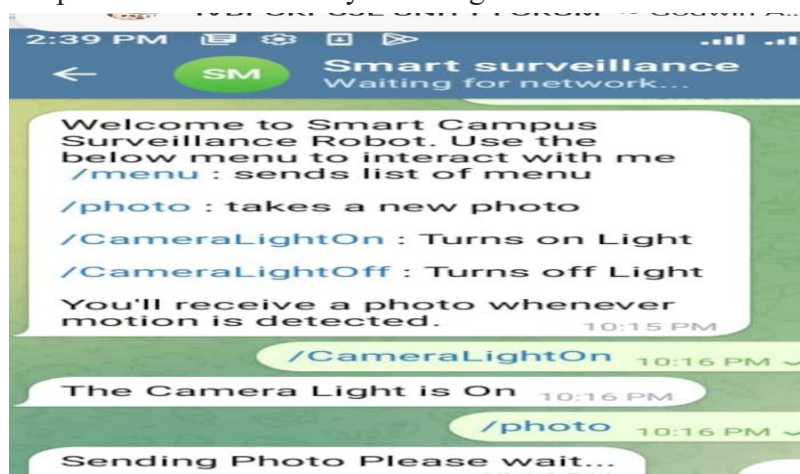 2:39 PM
SM
Smart surveillance
Waiting for network...
Welcome to Smart Campus
Surveillance Robot. Use the
below menu to interact with me
/menu : sends list of menu
/photo : takes a new photo
/CameraLightOn : Turns on Light
/CameraLightOff : Turns off Light
You'll receive a photo whenever
motion is detected.
10:15 PM
/CameraLightOn 10:16 PM
The Camera Light is On 10:16 PM
/photo 10:16 PM
Sending Photo Please wait...